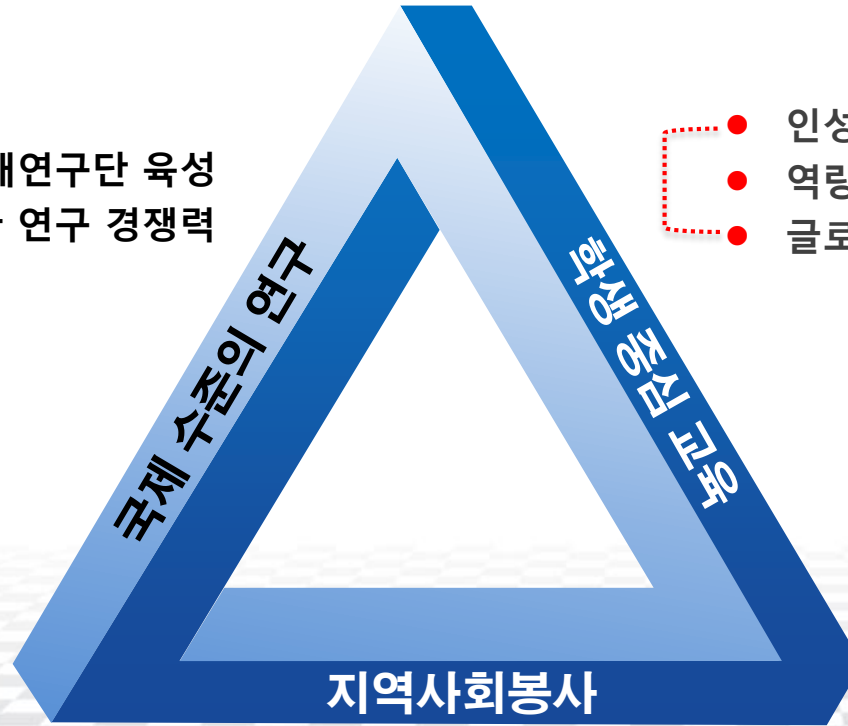 연구단 육성
연구 경쟁력
국제 수준의 연구
인성
역량
글로
학생 중심 교육
지역사회봉사